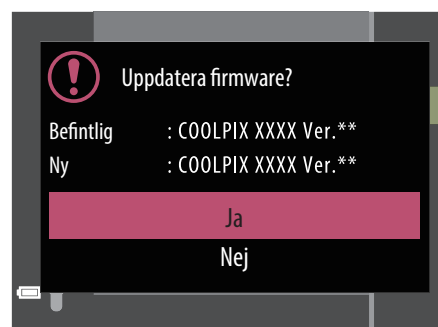 Uppdatera firmware?
Befintlig : COOLPIX XXXX Ver.**
Ny : COOLPIX XXXX Ver.**
Ja
Nej